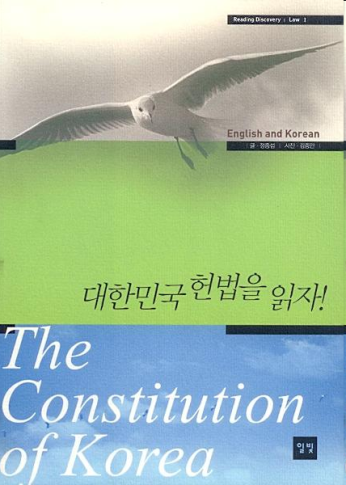 Reading Discovery : Law 1
English and Korean
| 글 · 정종섭 | 사진 · 김중만 |
대한민국 헌법을 읽자!
The
Constitution
of Korea
일빛